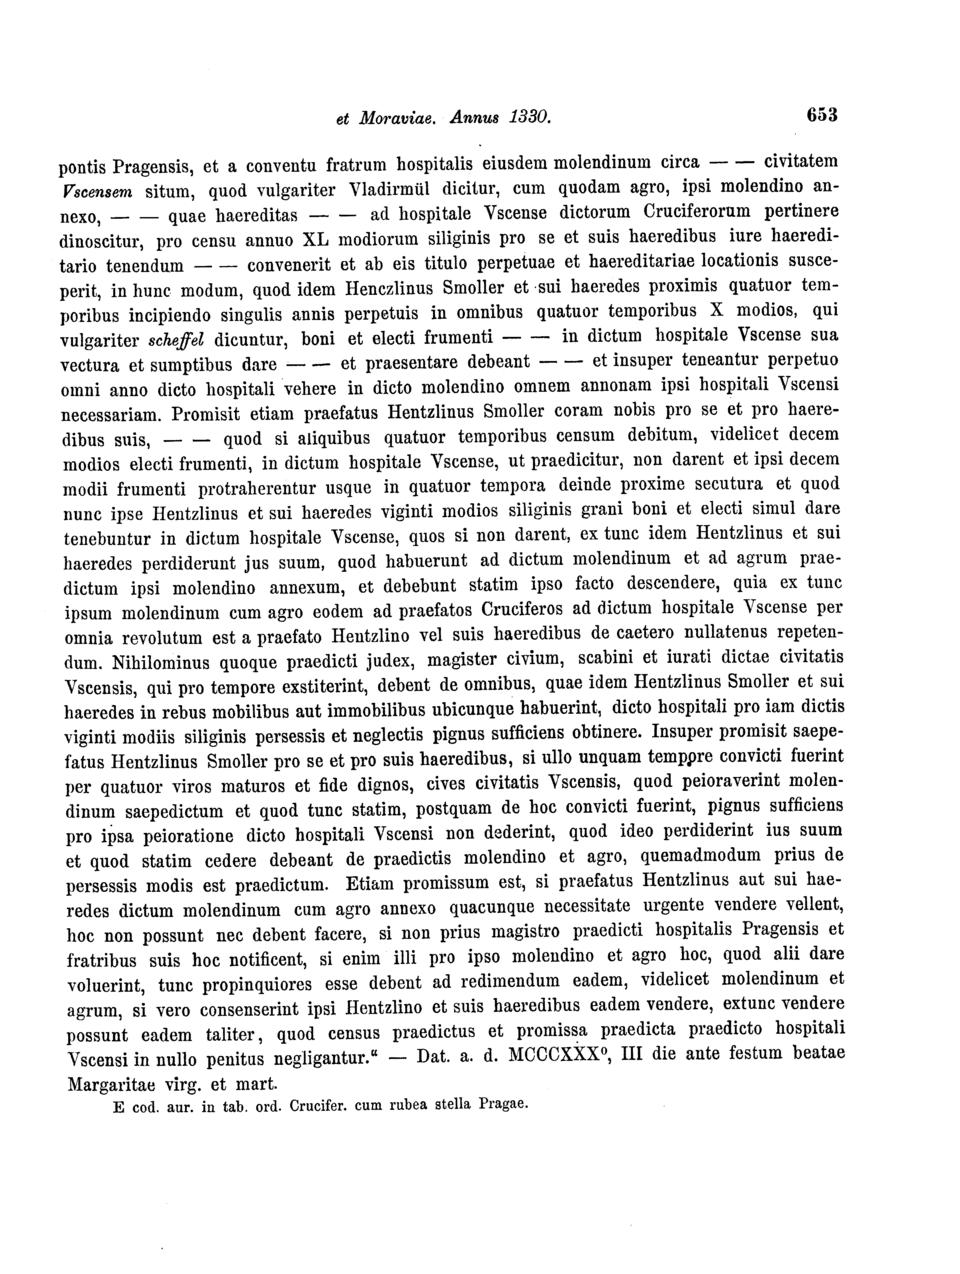 et Moraviae. Annus 1330. 653
pontis Pragensis, et a conventu fratrum hospitalis eiusdem molendinum circa — — civitatem
Vscensem situm, quod vulgariter Vladirmül dicitur, cum quodam agro, ipsi molendino an-
nexo, — — quae haereditas — — ad hospitale Vscense dictorum Cruciferorum pertinere
dinoscitur, pro censu annuo XL modiorum siliginis pro se et suis haeredibus iure haeredi-
tario tenendum — — convenerit et ab eis titulo perpetuae et haereditariae locationis susce-
perit, in hunc modum, quod idem Henczlinus Smoller et sui haeredes proximis quatuor tem-
poribus incipiendo singulis annis perpetuis in omnibus quatuor temporibus X modios, qui
vulgariter scheffel dicuntur, boni et electi frumenti — — in dictum hospitale Vscense sua
vectura et sumptibus dare — — et praesentare debeant — — et insuper teneantur perpetuo
omni anno dicto hospitali vehere in dicto molendino omnem annonam ipsi hospitali Vscensi
necessariam. Promisit etiam praefatus Hentzlinus Smoller coram nobis pro se et pro haere-
dibus suis, — — quod si aliquibus quatuor temporibus censum debitum, videlicet decem
modios electi frumenti, in dictum hospitale Vscense, ut praedicitur, non darent et ipsi decem
modii frumenti protraherentur usque in quatuor tempora deinde proxime secutura et quod
nunc ipse Hentzlinus et sui haeredes viginti modios siliginis grani boni et electi simul dare
tenebuntur in dictum hospitale Vscense, quos si non darent, ex tunc idem Hentzlinus et sui
haeredes perdiderunt jus suum, quod habuerunt ad dictum molendinum et ad agrum prae-
dictum ipsi molendino annexum, et debebunt statim ipso facto descendere, quia ex tunc
ipsum molendinum cum agro eodem ad praefatos Cruciferos ad dictum hospitale Vscense per
omnia revolutum est a praefato Hentzlino vel suis haeredibus de caetero nullatenus repeten-
dum. Nihilominus quoque praedicti judex, magister civium, scabini et iurati dictae civitatis
Vscensis, qui pro tempore exstiterint, debent de omnibus, quae idem Hentzlinus Smoller et sui
haeredes in rebus mobilibus aut immobilibus ubicunque habuerint, dicto hospitali pro iam dictis
viginti modiis siliginis persessis et neglectis pignus sufficiens obtinere. Insuper promisit saepe-
fatus Hentzlinus Smoller pro se et pro suis haeredibus, si ullo unquam tempore convicti fuerint
per quatuor viros maturos et fide dignos, cives civitatis Vscensis, quod peioraverint molen-
dinum saepedictum et quod tunc statim, postquam de hoc convicti fuerint, pignus sufficiens
pro ipsa peioratione dicto hospitali Vscensi non dederint, quod ideo perdiderint ius suum
et quod statim cedere debeant de praedictis molendino et agro, quemadmodum prius de
persessis modis est praedictum. Etiam promissum est, si praefatus Hentzlinus aut sui hae-
redes dictum molendinum cum agro annexo quacunque necessitate urgente vendere vellent,
hoc non possunt nec debent facere, si non prius magistro praedicti hospitalis Pragensis et
fratribus suis hoc notificent, si enim illi pro ipso molendino et agro hoc, quod alii dare
voluerint, tunc propinquiores esse debent ad redimendum eadem, videlicet molendinum et
agrum, si vero consenserint ipsi Hentzlino et suis haeredibus eadem vendere, extunc vendere
possunt eadem taliter, quod census praedictus et promissa praedicta praedicto hospitali
Vscensi in nullo penitus negligantur.“ — Dat. a. d. MCCCXXX⁰, III die ante festum beatae
Margaritae virg. et mart.
E cod. aur. in tab. ord. Crucifer. cum rubea stella Pragae.